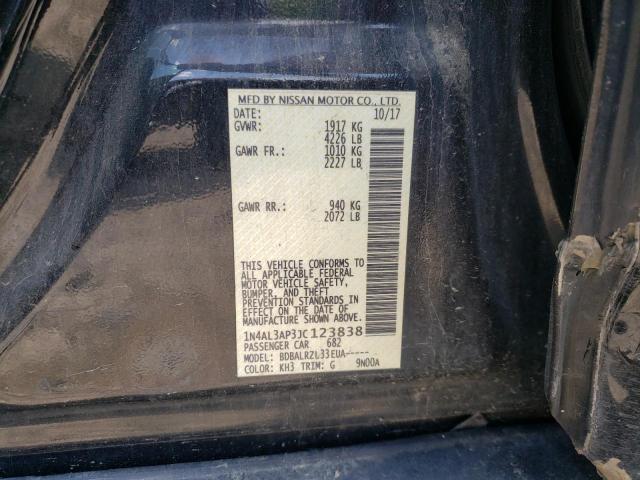 MFD BY NISSAN MOTOR CO., LTD.
DATE: 10/17
GVWR: 1917 KG
4226 LB
GAWR FR.: 1010 KG
2227 LB
GAWR RR.: 940 KG
2072 LB
THIS VEHICLE CONFORMS TO
ALL APPLICABLE FEDERAL
MOTOR VEHICLE SAFETY,
BUMPER, AND THEFT
PREVENTION STANDARDS IN
EFFECT ON THE DATE OF
MANUFACTURE SHOWN ABOVE.
1N4AL3AP3JC123838
PASSENGER CAR 682
MODEL:
COLOR: KH3 TRIM: G 9N00A